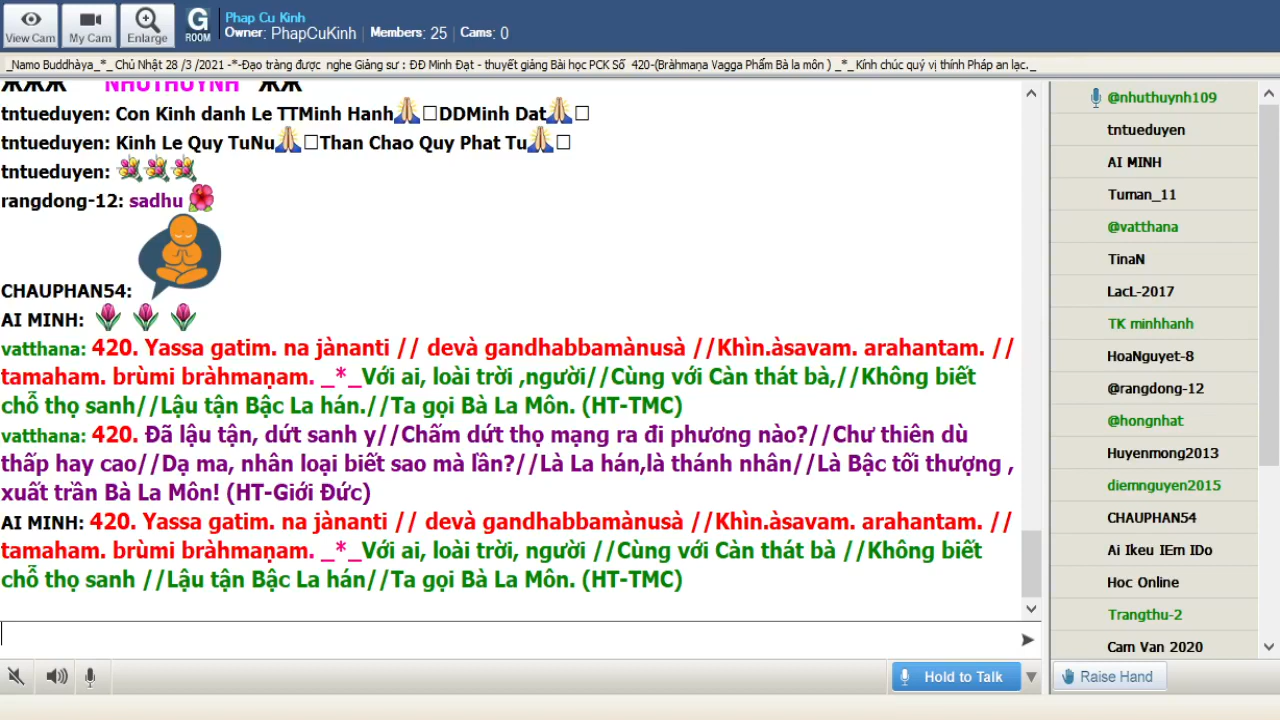 View Cam
My Cam
Enlarge
G
ROOM
Phap Cu Kinh
Owner: PhapCuKinh | Members: 25 | Cams: 0
_Namo Buddhàya_*_ Chủ Nhật 28 /3 /2021 -*-Đạo tràng được nghe Giảng sư : ĐĐ Minh Đạt - thuyết giảng Bài học PCK Số 420-(Bràhmaṇa Vagga Phẩm Bà la môn ) _*_ Kính chúc quý vị thính Pháp an lạc._
ЖЖЖ NHUTHUYNH ЖЖ
tntueduyen: Con Kinh danh Le TTMinh Hanh DDMinh Dat
tntueduyen: Kinh Le Quy TuNu Than Chao Quy Phat Tu
tntueduyen:
rangdong-12: sadhu
CHAUPHAN54:
AI MINH:
vatthana: 420. Yassa gatim. na jànanti // devà gandhabbamànusà //Khìn.àsavam. arahantam. //
tamaham. brùmi bràhmaṇam. _*_Với ai, loài trời ,người//Cùng với Càn thát bà,//Không biết
chỗ thọ sanh//Lậu tận Bậc La hán.//Ta gọi Bà La Môn. (HT-TMC)
vatthana: 420. Đã lậu tận, dứt sanh y//Chấm dứt thọ mạng ra đi phương nào?//Chư thiên dù
thấp hay cao//Dạ ma, nhân loại biết sao mà lần?//Là La hán,là thánh nhân//Là Bậc tối thượng ,
xuất trần Bà La Môn! (HT-Giới Đức)
AI MINH: 420. Yassa gatim. na jànanti // devà gandhabbamànusà //Khìn.àsavam. arahantam. //
tamaham. brùmi bràhmaṇam. _*_Với ai, loài trời, người //Cùng với Càn thát bà //Không biết
chỗ thọ sanh //Lậu tận Bậc La hán//Ta gọi Bà La Môn. (HT-TMC)
Hold to Talk
@nhuthuynh109
tntueduyen
AI MINH
Tuman_11
@vatthana
TinaN
LacL-2017
TK minhhanh
HoaNguyet-8
@rangdong-12
@hongnhat
Huyenmong2013
diemnguyen2015
CHAUPHAN54
Ai Ikeu IEm IDo
Hoc Online
Trangthu-2
Cam Van 2020
Raise Hand